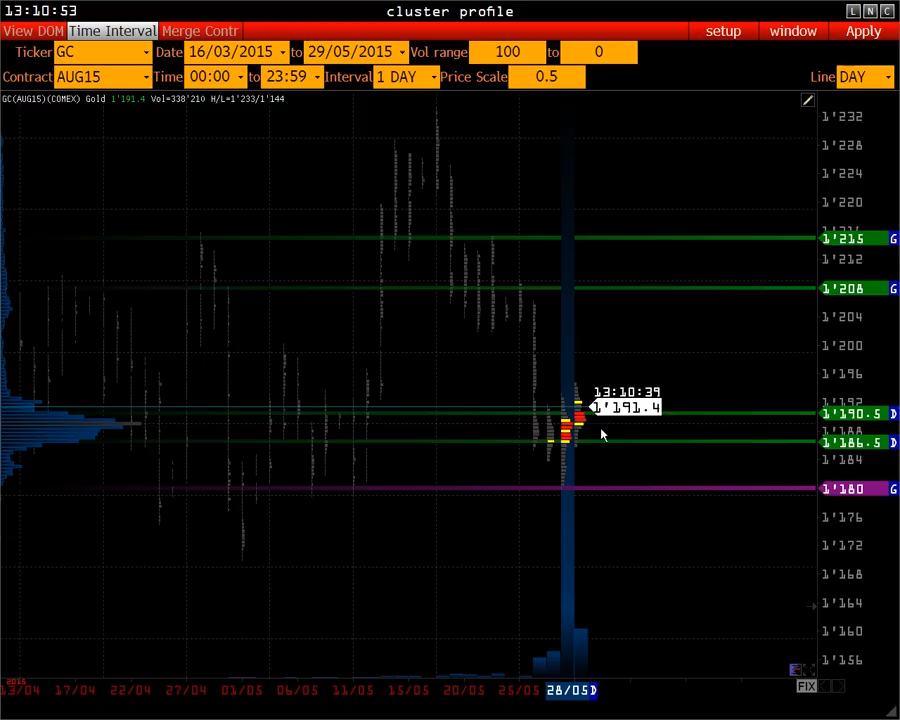 13:10:53 cluster profile L N C
View DOM Time Interval Merge Contr setup window Apply
Ticker GC Date 16/03/2015 to 29/05/2015 Vol range 100 to 0
Contract AUG15 Time 00:00 to 23:59 Interval 1 DAY Price Scale 0.5 Line DAY
GC(AUG15)(COMEX) Gold 1'191.4 Vol=338'210 H/L=1'233/1'144
1'232
1'228
1'224
1'220
1'215 G
1'212
1'208 G
1'204
1'200
1'196
13:10:39
1'192
1'191.4
1'190.5 D
1'188
1'186.5 D
1'184
1'180 G
1'176
1'172
1'168
1'164
1'160
1'156
FIX
2015
13/04 17/04 22/04 27/04 01/05 06/05 11/05 15/05 20/05 25/05 28/05 D